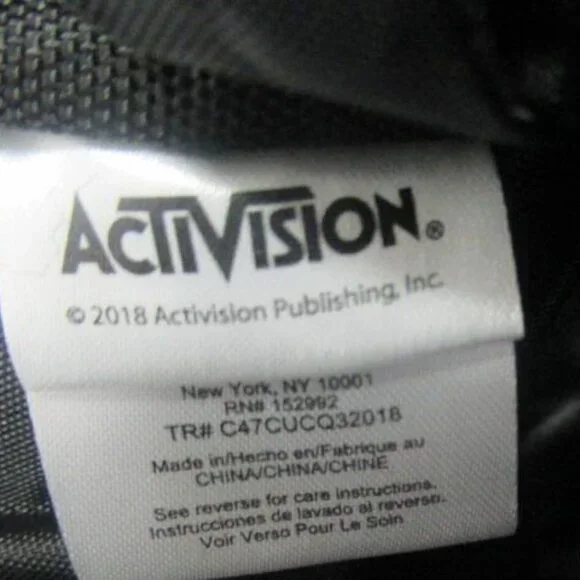 ACTIVISION®
© 2018 Activision Publishing, Inc.
New York, NY 10001
RN# 152992
TR# C47CUCQ32018
Made in/Hecho en/Fabrique au
CHINA/CHINA/CHINE
See reverse for care instructions.
Instrucciones de lavado al reverso.
Voir Verso Pour Le Soin